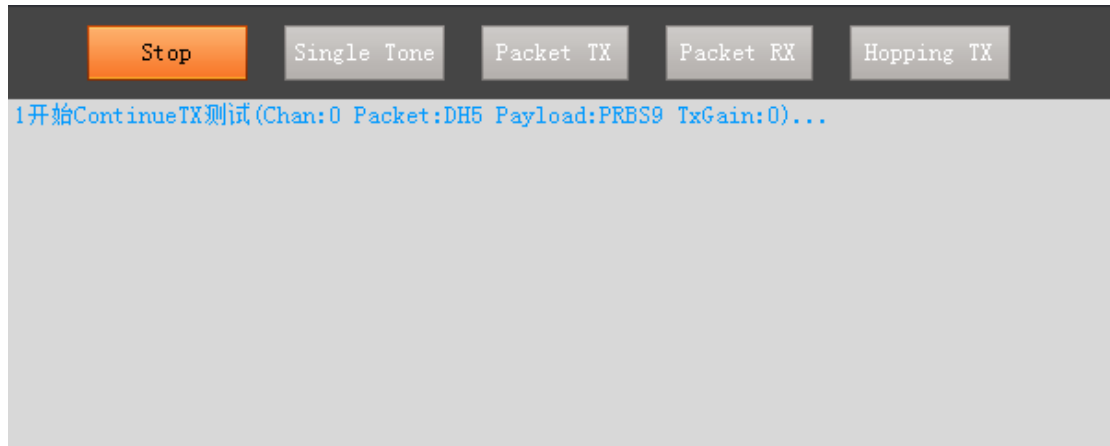 Stop Single Tone Packet TX Packet RX Hopping TX
1开始ContinueTX测试(Chan:0 Packet:DH5 Payload:PRBS9 TxGain:0)...